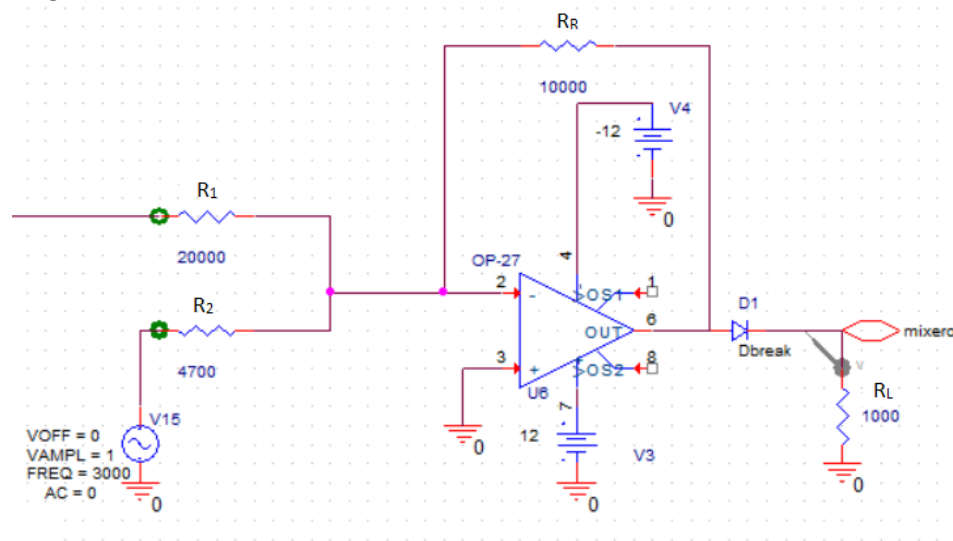 R_R
10000
V4
-12
0
R1
20000
OP-27
4
2
-
OS1
1
R2
4700
OUT
6
D1
Dbreak
mixero
3
+
OS2
8
U6
7
V
RL
1000
0
V15
VOFF = 0
VAMPL = 1
FREQ = 3000
AC = 0
0
0
12
V3
0